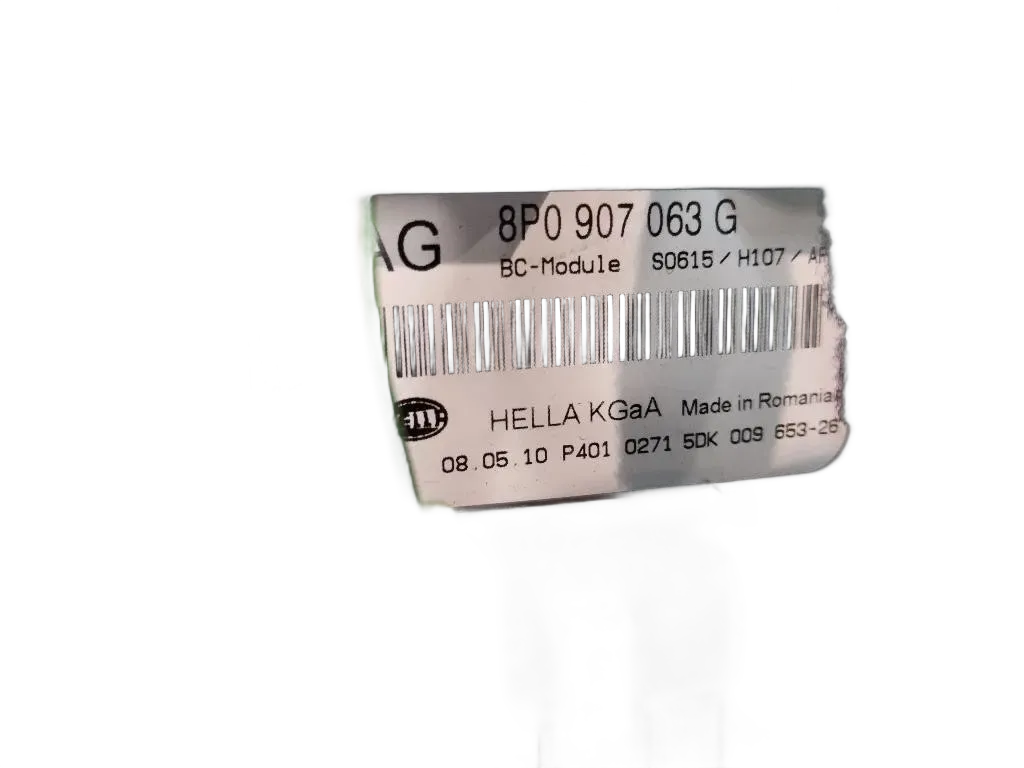 AG
8P0 907 063 G
BC-Module S0615 / H107 /
HELLA KGaA Made in Romania
08.05.10 P401 0271 5DK 009 653-26